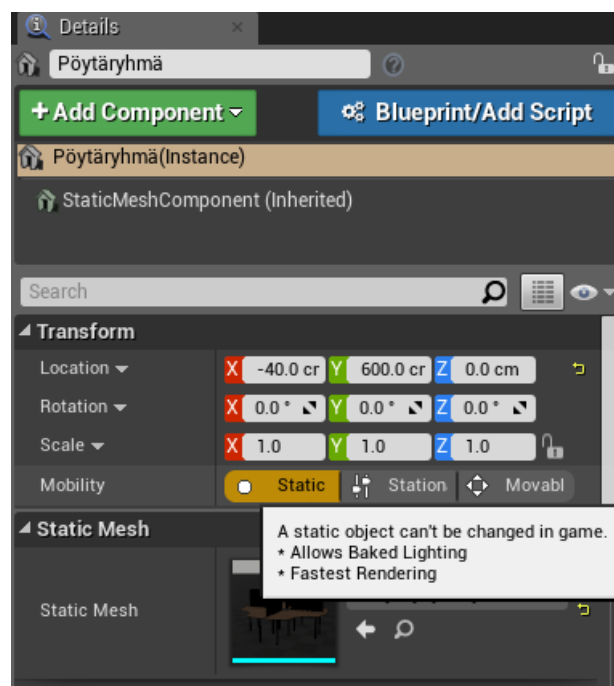 Details
Pöytäryhmä
+Add Component
Blueprint/Add Script
Pöytäryhmä(Instance)
StaticMeshComponent (Inherited)
Search
Transform
Location X -40.0 cr Y 600.0 cr Z 0.0 cm
Rotation X 0.0 ° Y 0.0 ° Z 0.0 °
Scale X 1.0 Y 1.0 Z 1.0
Mobility Static Station Movabl
Static Mesh
A static object can't be changed in game.
* Allows Baked Lighting
* Fastest Rendering
Static Mesh